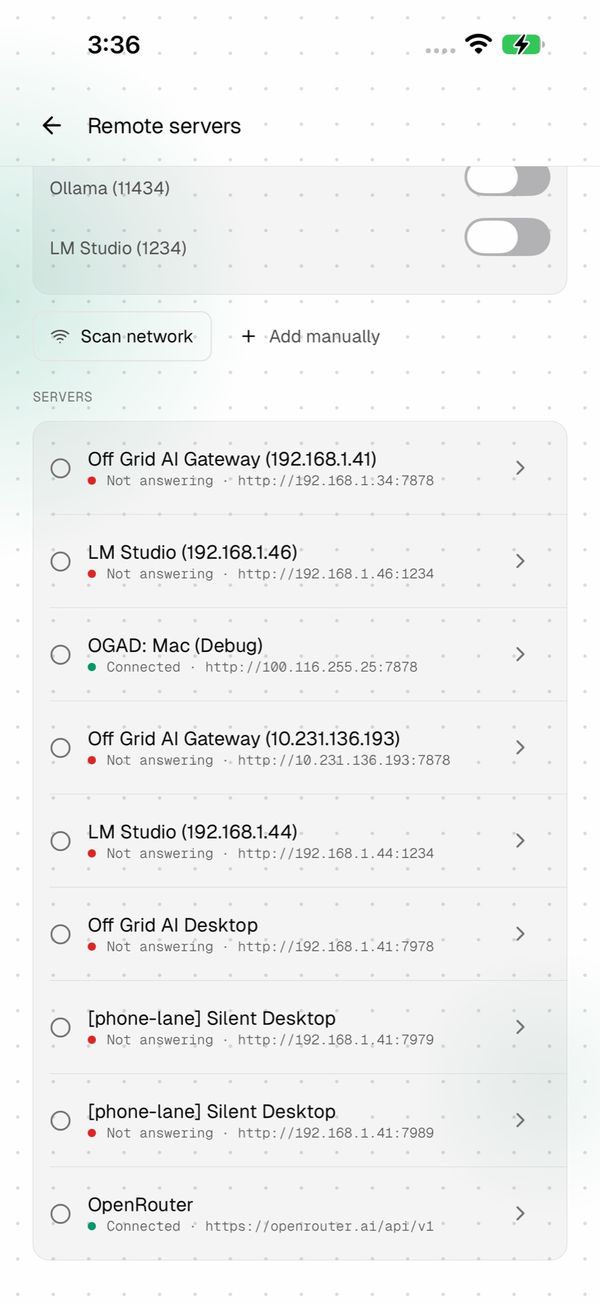 3:36
Remote servers
Ollama (11434)
LM Studio (1234)
Scan network
+ Add manually
SERVERS
Off Grid AI Gateway (192.168.1.41)
Not answering · http://192.168.1.34:7878
LM Studio (192.168.1.46)
Not answering · http://192.168.1.46:1234
OGAD: Mac (Debug)
Connected · http://100.116.255.25:7878
Off Grid AI Gateway (10.231.136.193)
Not answering · http://10.231.136.193:7878
LM Studio (192.168.1.44)
Not answering · http://192.168.1.44:1234
Off Grid AI Desktop
Not answering · http://192.168.1.41:7978
[phone-lane] Silent Desktop
Not answering · http://192.168.1.41:7979
[phone-lane] Silent Desktop
Not answering · http://192.168.1.41:7989
OpenRouter
Connected · https://openrouter.ai/api/v1